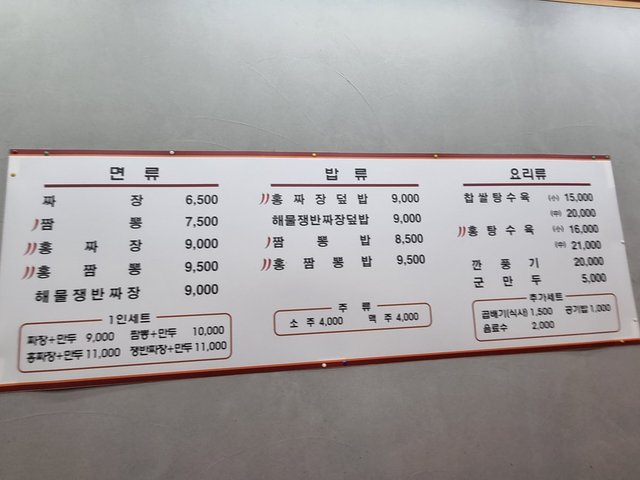 면 류
짜 장 6,500
짬 뽕 7,500
홍 짜 장 9,000
홍 짬 뽕 9,500
해물쟁반짜장 9,000
1인세트
짜장+만두 9,000 짬뽕+만두 10,000
홍짜장+만두 11,000 쟁반짜장+만두 11,000
밥 류
홍 짜 장 덮 밥 9,000
해물쟁반짜장덮밥 9,000
짬 뽕 밥 8,500
홍 짬 뽕 밥 9,500
주 류
소 주 4,000 맥 주 4,000
요리류
찹쌀탕수육 (小) 15,000
(中) 20,000
홍탕수육 (小) 16,000
(中) 21,000
깐 풍 기 20,000
군 만 두 5,000
추가세트
곱배기(식사) 1,500 공기밥 1,000
음료수 2,000